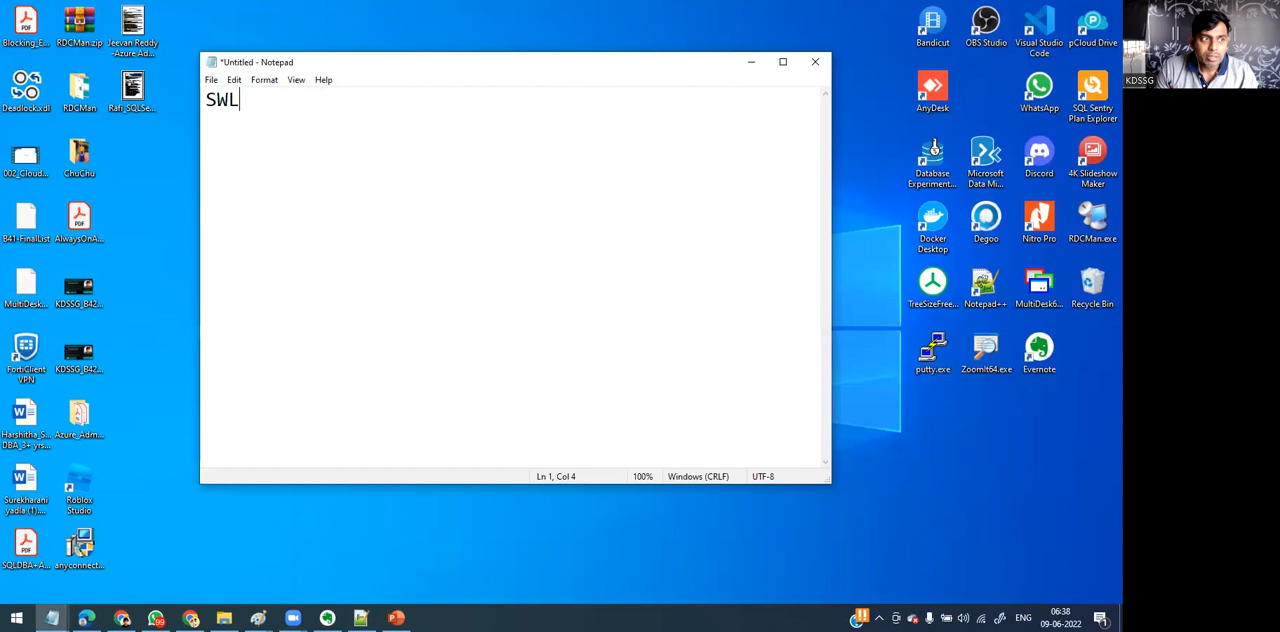 Blocking_E...
RDCMan.zip
Jeevan Reddy
-Azure Ad...
Deadlock.xdl
RDCMan
Rafi_SQLSe...
002_Cloud...
ChuChu
B41-FinalList
AlwaysOnA...
MultiDesk...
KDSSG_B42...
FortiClient
VPN
KDSSG_B42...
Harshitha_S...
DBA_3+ yrs...
Azure_Adm...
Surekharani
yadla (1)....
Roblox
Studio
SQLDBA+A...
anyconnect...
*Untitled - Notepad
File Edit Format View Help
SWL
Ln 1, Col 4
100%
Windows (CRLF)
UTF-8
Bandicut
OBS Studio
Visual Studio
Code
pCloud Drive
AnyDesk
WhatsApp
SQL Sentry
Plan Explorer
Database
Experiment...
Microsoft
Data Mi...
Discord
4K Slideshow
Maker
Docker
Desktop
Degoo
Nitro Pro
RDCMan.exe
TreeSizeFree...
Notepad++
MultiDesk6...
Recycle Bin
putty.exe
ZoomIt64.exe
Evernote
KDSSG
99
ENG
06:38
09-06-2022